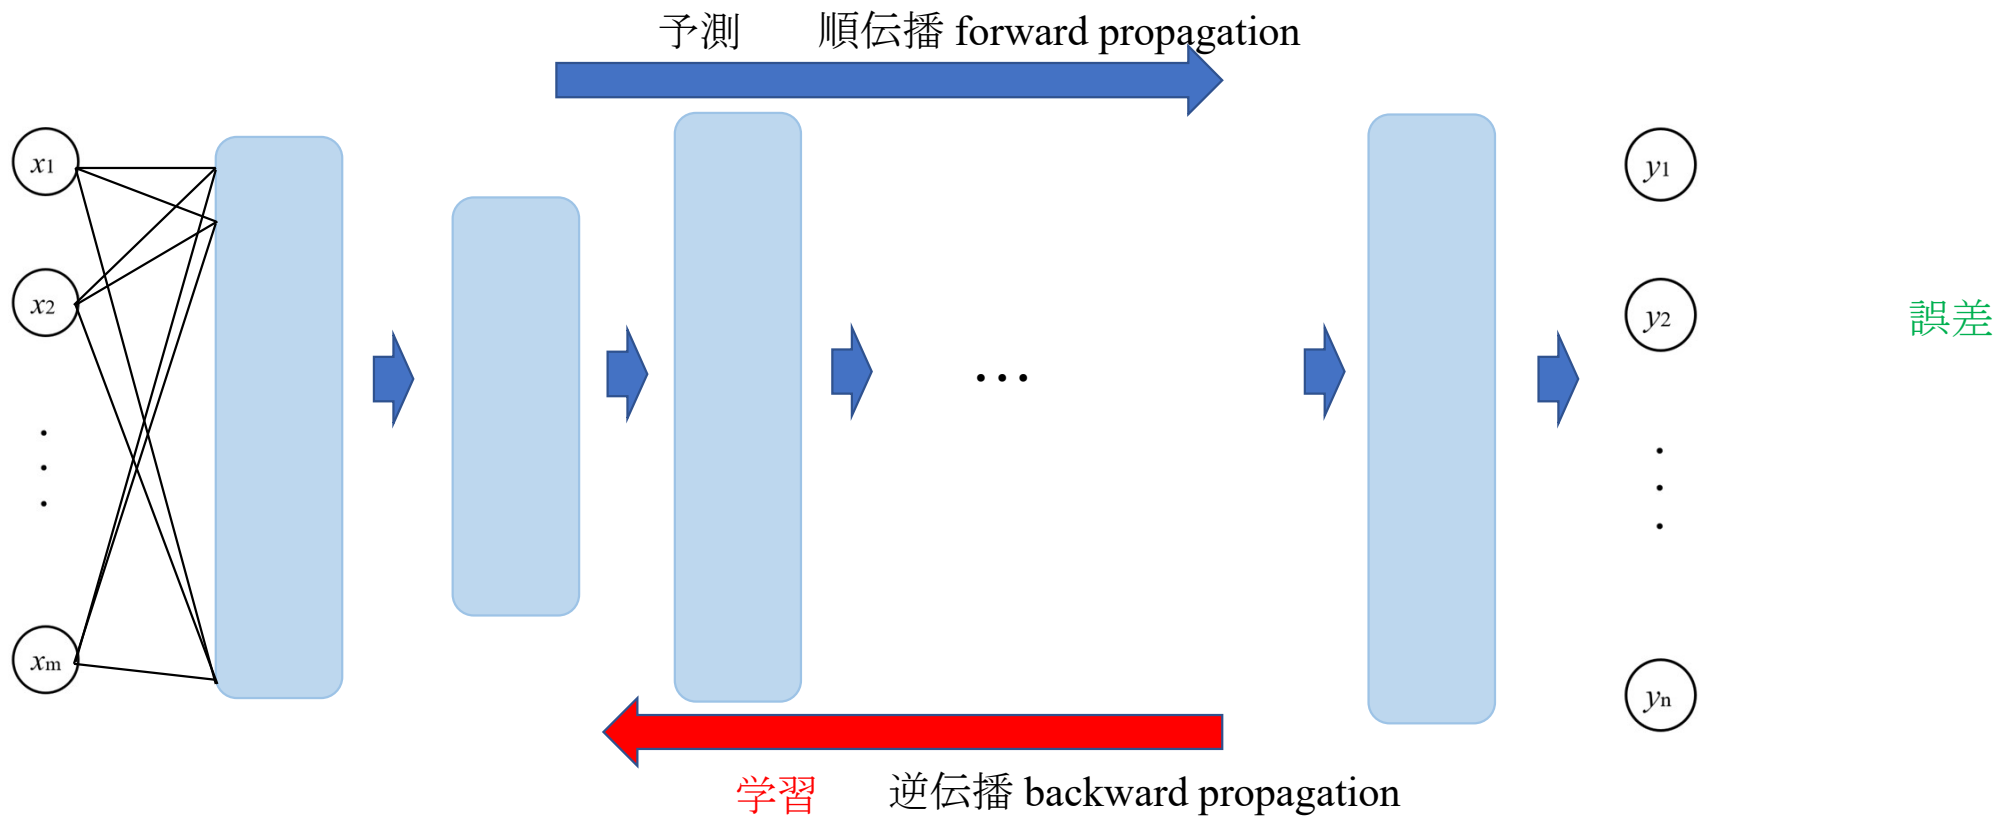 予測 順伝播 forward propagation
x1
x2
xm
…
y1
y2
yn
誤差
学習 逆伝播 backward propagation